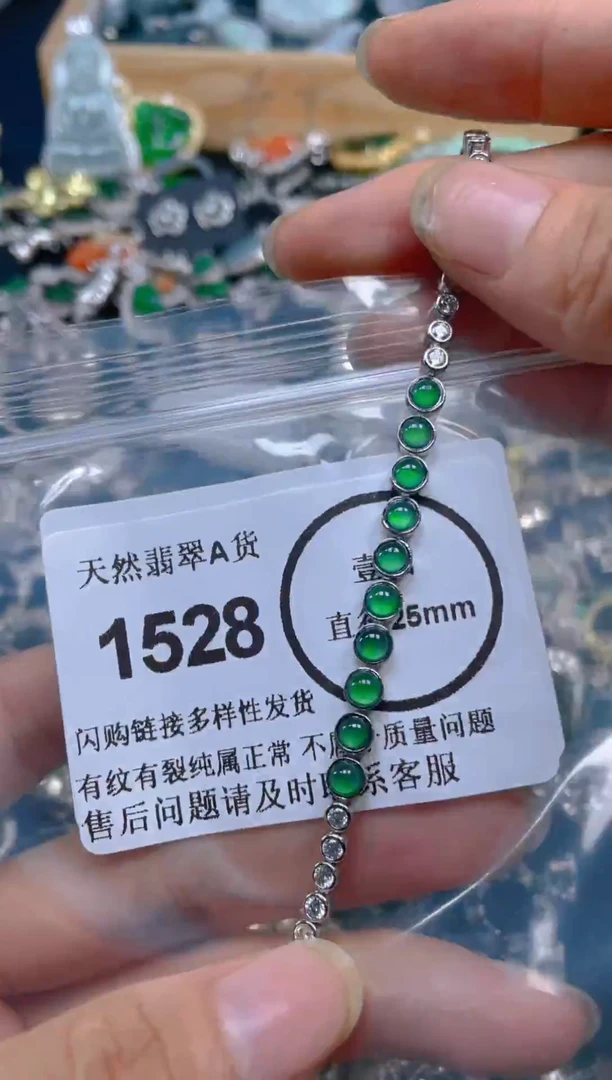 天然翡翠A货
1528
壹
直 25mm
闪购链接多样性发货
有纹有裂纯属正常 不 质量问题
售后问题请及时 系客服